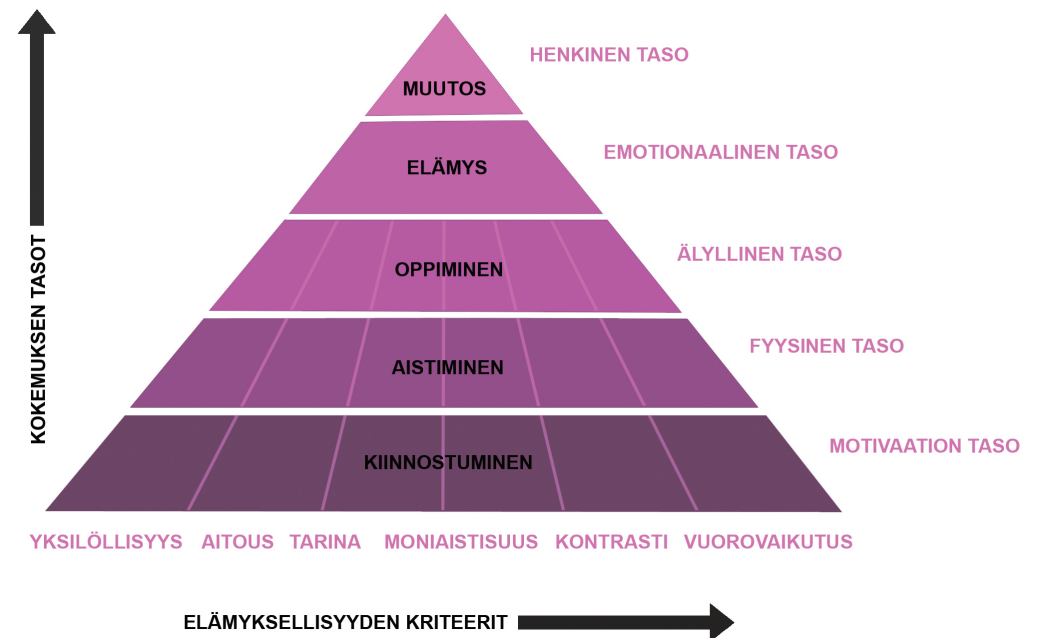 HENKINEN TASO
MUUTOS
EMOTIONAALINEN TASO
ELÄMYS
ÄLYLLINEN TASO
OPPIMINEN
FYYSINEN TASO
AISTIMINEN
MOTIVAATION TASO
KIINNOSTUMINEN
KOKEMUKSEN TASOT
YKSILÖLLISYYS AITOUS TARINA MONIAISTISUUS KONTRASTI VUOROVAIKUTUS
ELÄMYKSELLISYYDEN KRITEERIT